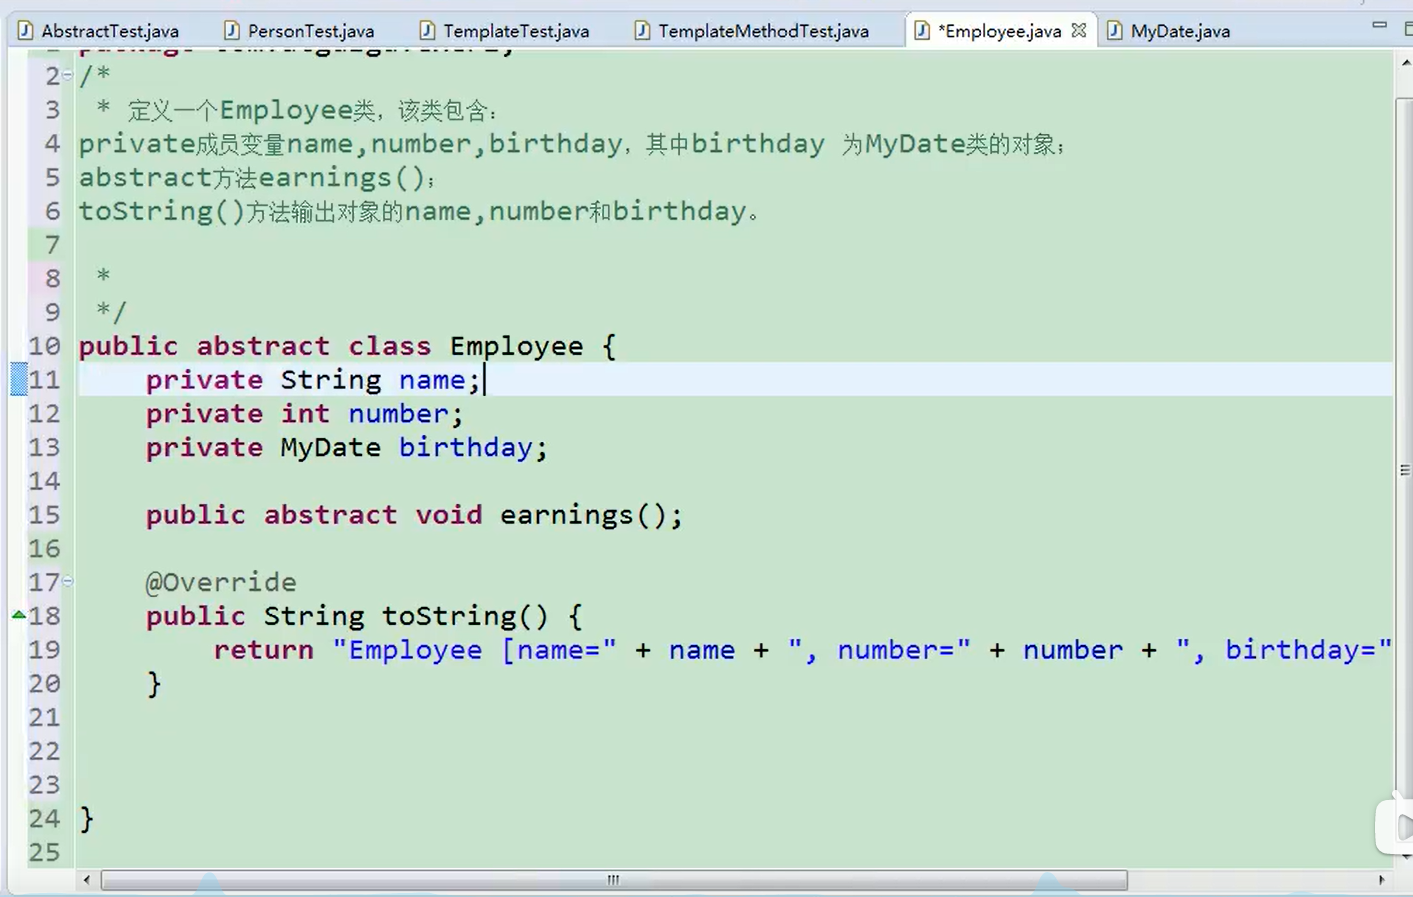 AbstractTest.java PersonTest.java TemplateTest.java TemplateMethodTest.java *Employee.java MyDate.java
2 /*
3 * 定义一个Employee类，该类包含：
4 private成员变量name,number,birthday，其中birthday 为MyDate类的对象；
5 abstract方法earnings()；
6 toString()方法输出对象的name,number和birthday。
7
8 *
9 */
10 public abstract class Employee {
11 private String name;
12 private int number;
13 private MyDate birthday;
14
15 public abstract void earnings();
16
17 @Override
18 public String toString() {
19 return "Employee [name=" + name + ", number=" + number + ", birthday="
20 }
21
22
23
24 }
25